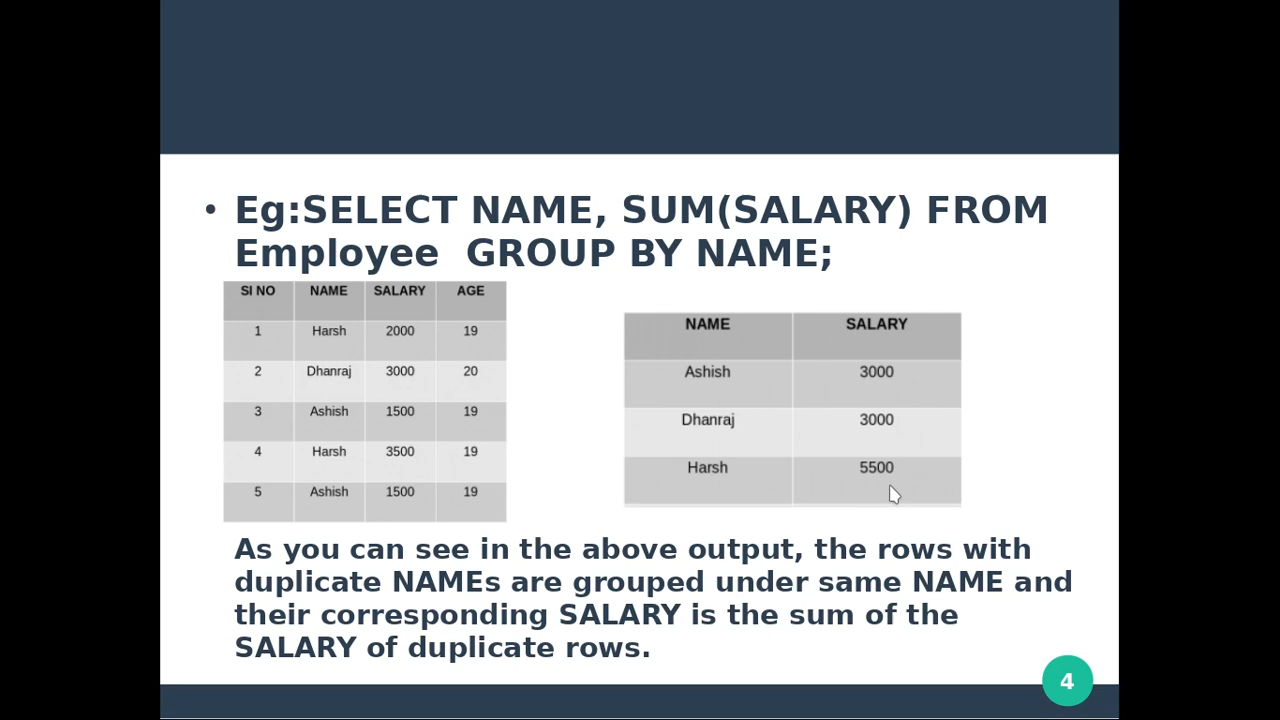 • Eg:SELECT NAME, SUM(SALARY) FROM
Employee  GROUP BY NAME;
SI NO NAME SALARY AGE
1 Harsh 2000 19
2 Dhanraj 3000 20
3 Ashish 1500 19
4 Harsh 3500 19
5 Ashish 1500 19
NAME SALARY
Ashish 3000
Dhanraj 3000
Harsh 5500
As you can see in the above output, the rows with
duplicate NAMEs are grouped under same NAME and
their corresponding SALARY is the sum of the
SALARY of duplicate rows.
4